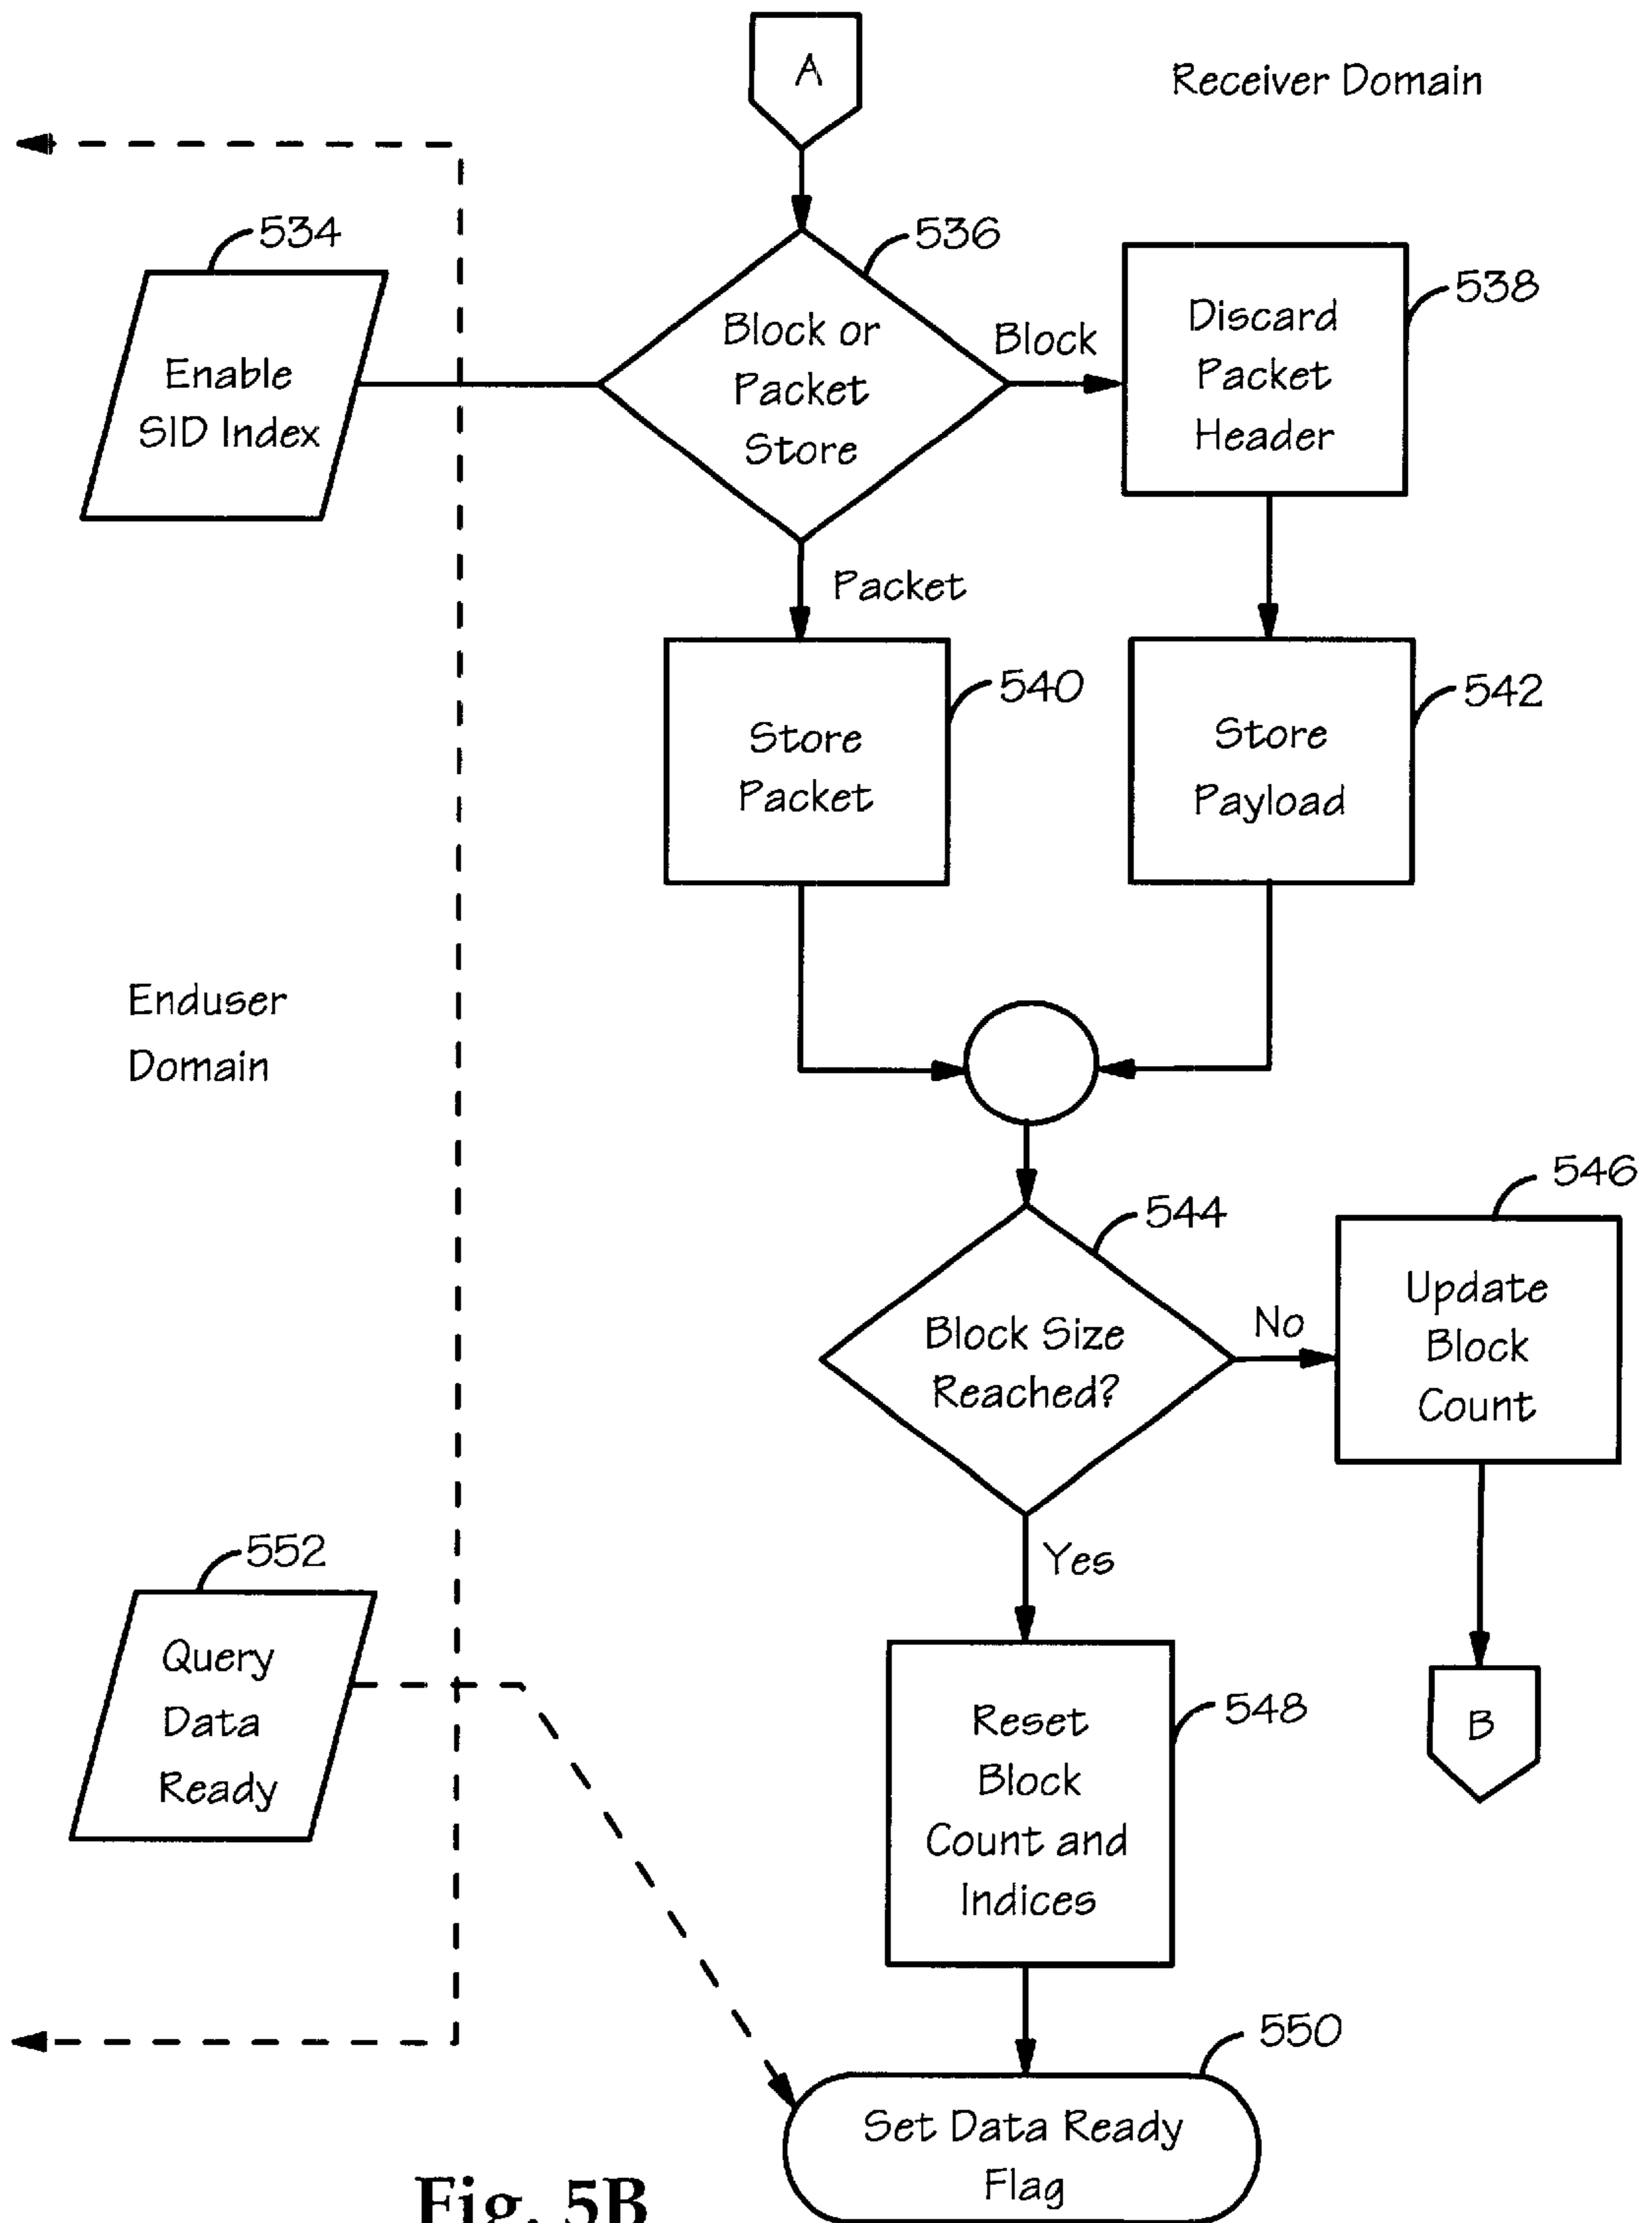 A
Receiver Domain
534
536
538
Enable
SID Index
Block or
Packet
Store
Block
Discard
Packet
Header
Packet
540
542
Store
Packet
Store
Payload
Enduser
Domain
544
546
Block Size
Reached?
No
Update
Block
Count
Yes
552
Query
Data
Ready
548
Reset
Block
Count and
Indices
B
550
Set Data Ready
Flag
Fig. 5B